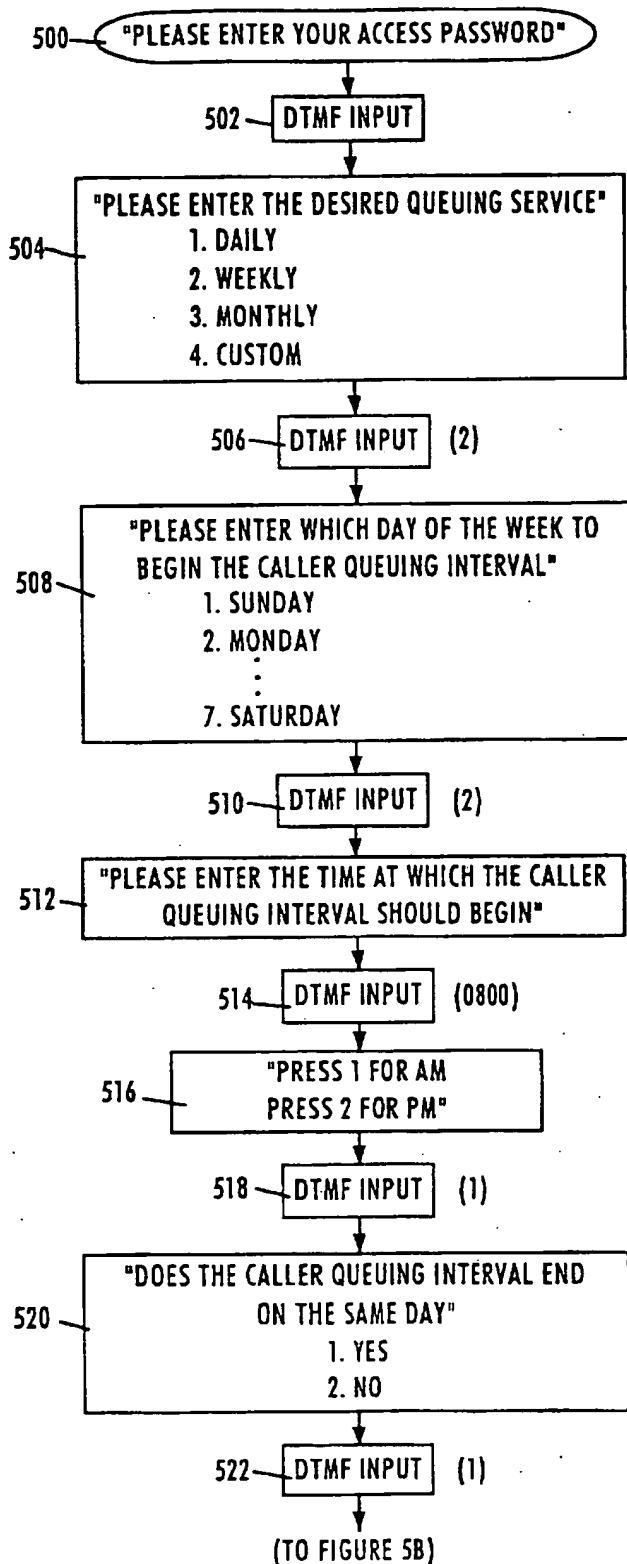 500 "PLEASE ENTER YOUR ACCESS PASSWORD"
502 DTMF INPUT
"PLEASE ENTER THE DESIRED QUEUING SERVICE"
504
1. DAILY
2. WEEKLY
3. MONTHLY
4. CUSTOM
506 DTMF INPUT (2)
"PLEASE ENTER WHICH DAY OF THE WEEK TO
BEGIN THE CALLER QUEUING INTERVAL"
508
1. SUNDAY
2. MONDAY
7. SATURDAY
510 DTMF INPUT (2)
"PLEASE ENTER THE TIME AT WHICH THE CALLER
512
QUEUING INTERVAL SHOULD BEGIN"
514 DTMF INPUT (0800)
"PRESS 1 FOR AM
516
PRESS 2 FOR PM"
518 DTMF INPUT (1)
"DOES THE CALLER QUEUING INTERVAL END
ON THE SAME DAY"
520
1. YES
2. NO
522 DTMF INPUT (1)
(TO FIGURE 5B)